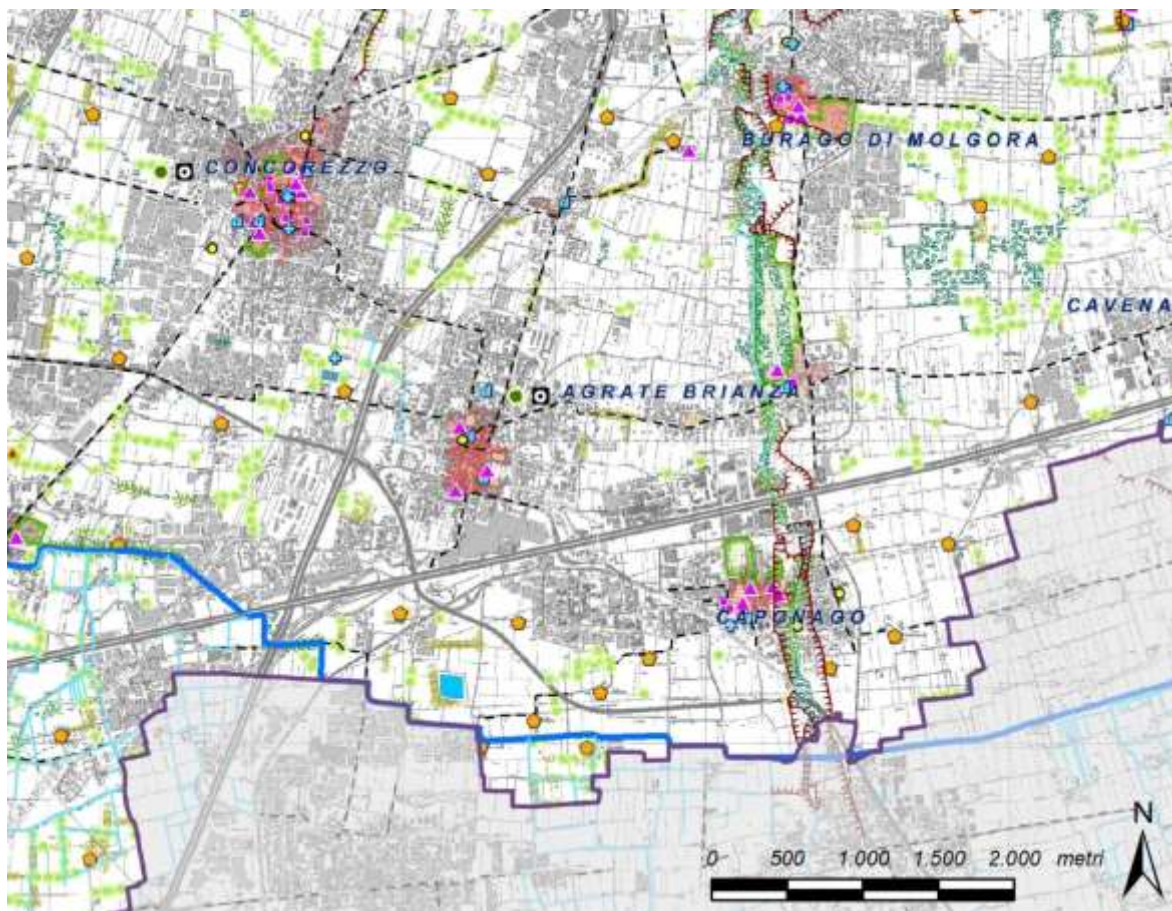 BURAGO DI MOLGORA
CONCOREZZO
CAVENA
AGRATE BRIANZA
CAPONAGO
N
0 500 1.000 1.500 2.000 metri